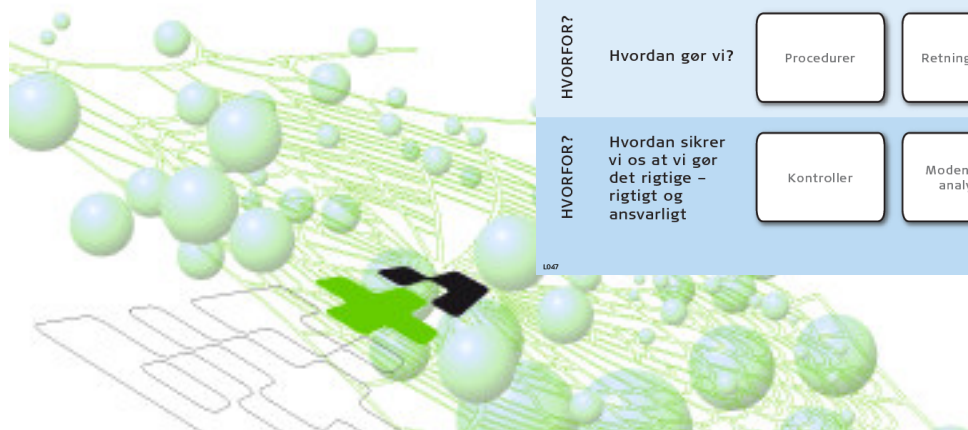 HVORFOR?
Hvordan gør vi?
Procedurer
HVORFOR?
Hvordan sikrer
vi os at vi gør
det rigtige –
rigtigt og
ansvarligt
Kontroller
L047